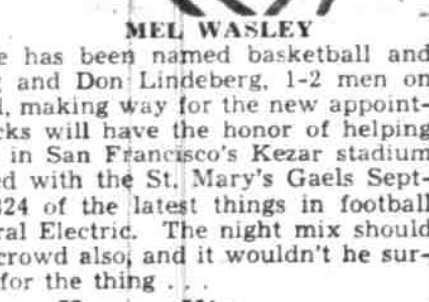 MEL WASLEY
e has been named basketball and
and Don Lindeberg, 1-2 men on
, making way for the new appoint-
cks will have the honor of helping
in San Francisco's Kezar stadium
ed with the St. Mary's Gaels Sept-
324 of the latest things in football
ral Electric. The night mix should
crowd also, and it wouldn't he sur-
for the thing . . .